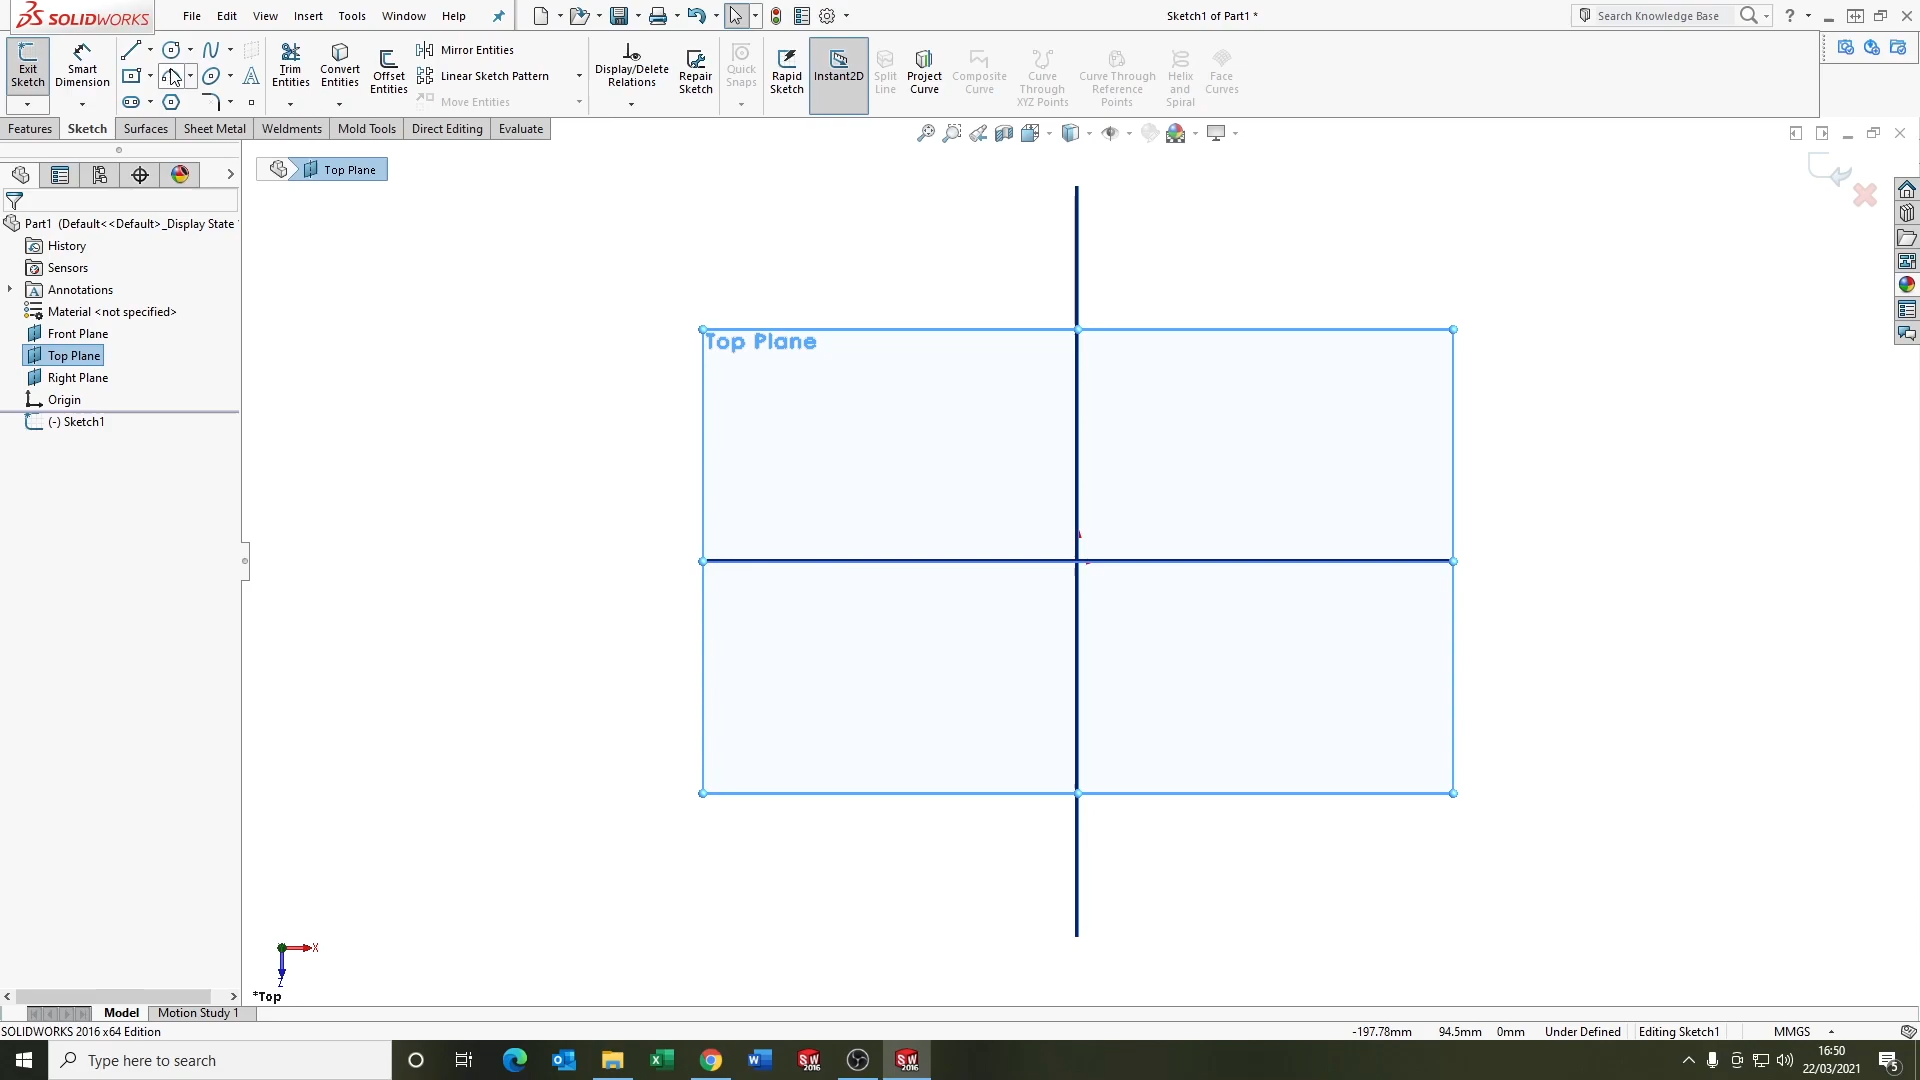 SOLIDWORKS
File Edit View Insert Tools Window Help
Sketch1 of Part1 *
Search Knowledge Base
?
Exit Sketch
Smart Dimension
Trim Entities
Convert Entities
Offset Entities
Mirror Entities
Linear Sketch Pattern
Move Entities
Display/Delete Relations
Repair Sketch
Quick Snaps
Rapid Sketch
Instant2D
Split Line
Project Curve
Composite Curve
Curve Through XYZ Points
Curve Through Reference Points
Helix and Spiral
Face Curves
Features Sketch Surfaces Sheet Metal Weldments Mold Tools Direct Editing Evaluate
Top Plane
Part1 (Default<<Default>_Display State
History
Sensors
Annotations
Material <not specified>
Front Plane
Top Plane
Right Plane
Origin
(-) Sketch1
Top Plane
X
Z
*Top
Model Motion Study 1
SOLIDWORKS 2016 x64 Edition
-197.78mm 94.5mm 0mm Under Defined Editing Sketch1 MMGS
Type here to search
SW 2016
SW 2016
16:50
22/03/2021
5